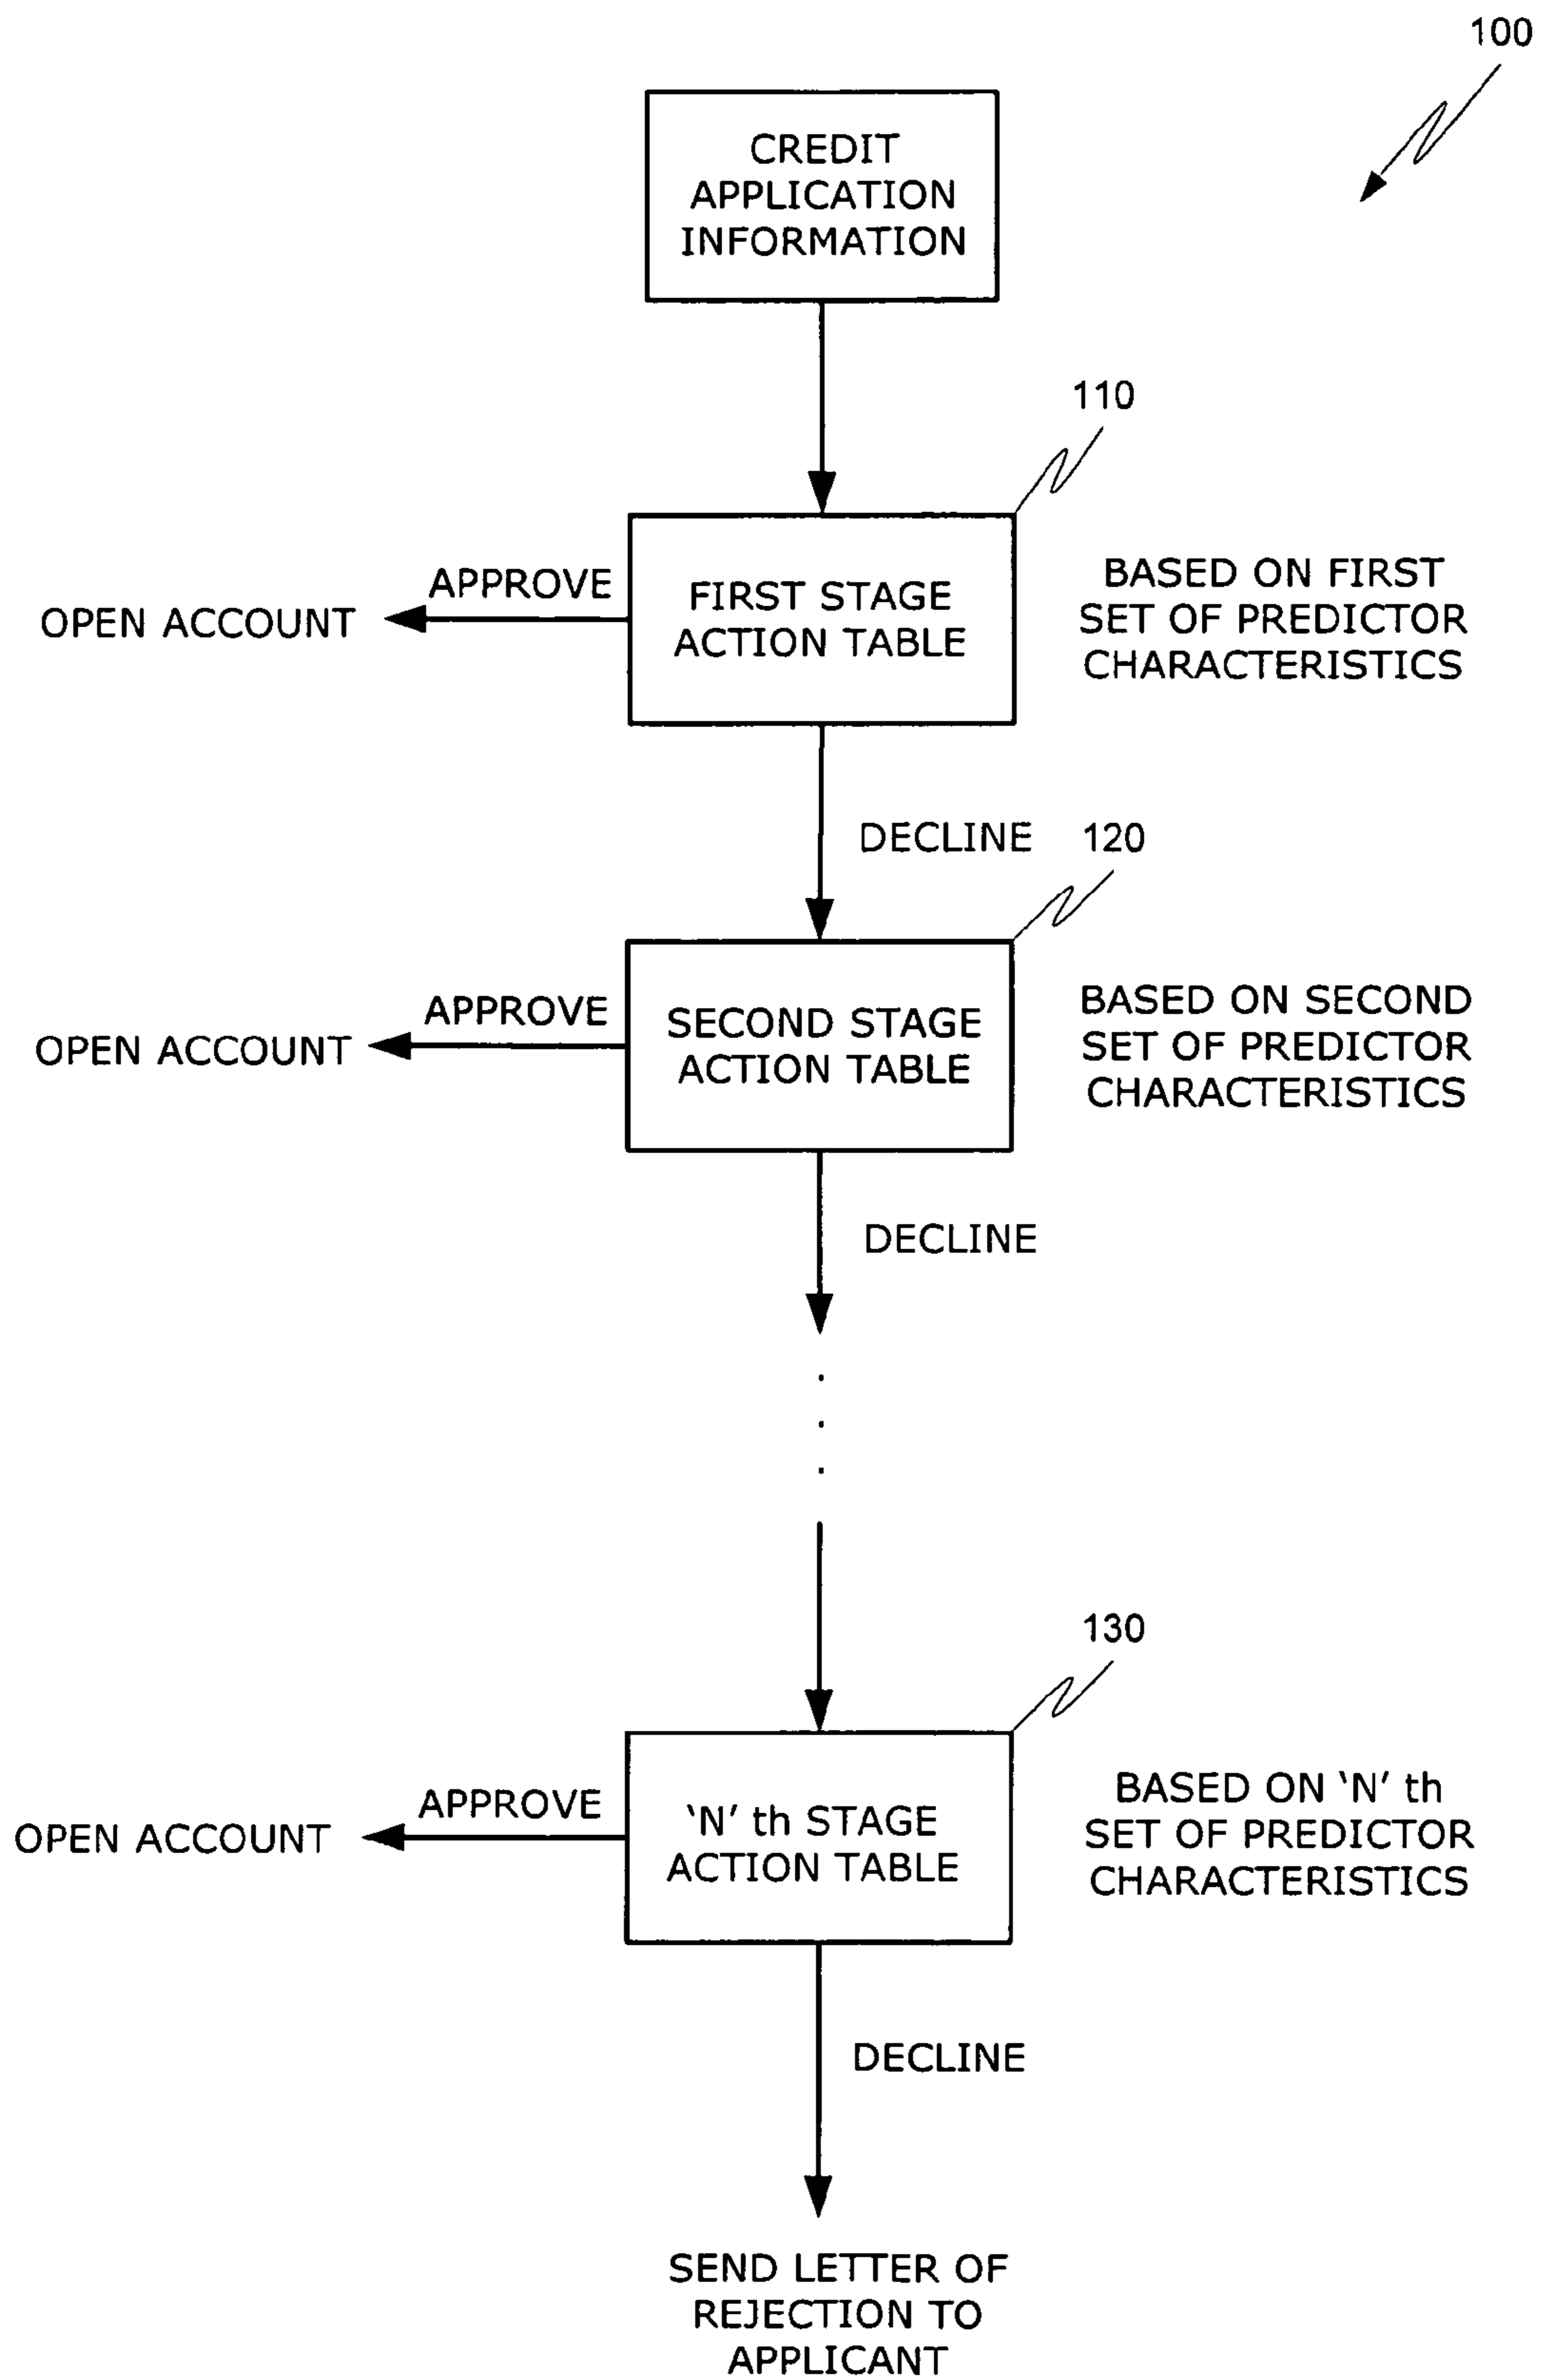 100
CREDIT
APPLICATION
INFORMATION
110
APPROVE
OPEN ACCOUNT
FIRST STAGE
ACTION TABLE
BASED ON FIRST
SET OF PREDICTOR
CHARACTERISTICS
DECLINE
120
APPROVE
OPEN ACCOUNT
SECOND STAGE
ACTION TABLE
BASED ON SECOND
SET OF PREDICTOR
CHARACTERISTICS
DECLINE
130
APPROVE
OPEN ACCOUNT
‘N’ th STAGE
ACTION TABLE
BASED ON ‘N’ th
SET OF PREDICTOR
CHARACTERISTICS
DECLINE
SEND LETTER OF
REJECTION TO
APPLICANT